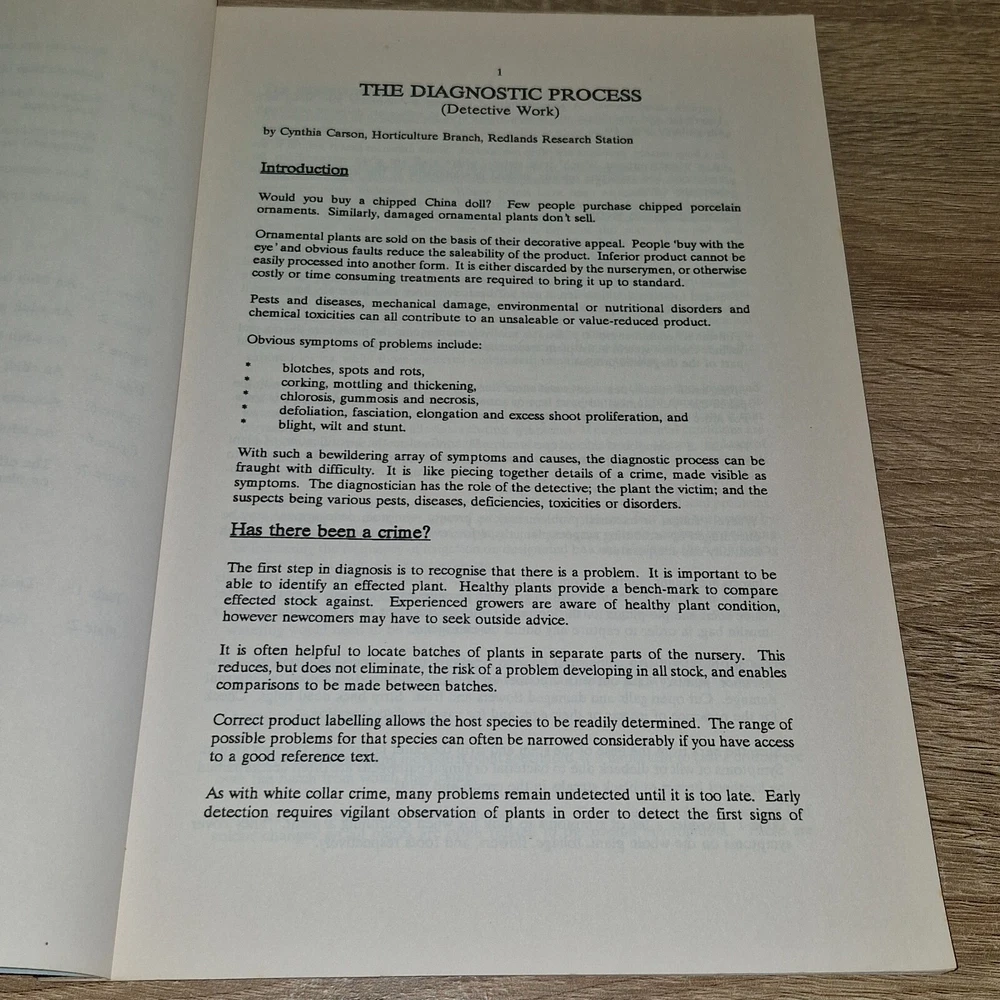 1
THE DIAGNOSTIC PROCESS
(Detective Work)
by Cynthia Carson, Horticulture Branch, Redlands Research Station
Introduction
Would you buy a chipped China doll? Few people purchase chipped porcelain
ornaments. Similarly, damaged ornamental plants don't sell.
Ornamental plants are sold on the basis of their decorative appeal. People 'buy with the
eye' and obvious faults reduce the saleability of the product. Inferior product cannot be
easily processed into another form. It is either discarded by the nurserymen, or otherwise
costly or time consuming treatments are required to bring it up to standard.
Pests and diseases, mechanical damage, environmental or nutritional disorders and
chemical toxicities can all contribute to an unsaleable or value-reduced product.
Obvious symptoms of problems include:
* blotches, spots and rots,
* corking, mottling and thickening,
* chlorosis, gummosis and necrosis,
* defoliation, fasciation, elongation and excess shoot proliferation, and
* blight, wilt and stunt.
With such a bewildering array of symptoms and causes, the diagnostic process can be
fraught with difficulty. It is like piecing together details of a crime, made visible as
symptoms. The diagnostician has the role of the detective; the plant the victim; and the
suspects being various pests, diseases, deficiencies, toxicities or disorders.
Has there been a crime?
The first step in diagnosis is to recognise that there is a problem. It is important to be
able to identify an effected plant. Healthy plants provide a bench-mark to compare
effected stock against. Experienced growers are aware of healthy plant condition,
however newcomers may have to seek outside advice.
It is often helpful to locate batches of plants in separate parts of the nursery. This
reduces, but does not eliminate, the risk of a problem developing in all stock, and enables
comparisons to be made between batches.
Correct product labelling allows the host species to be readily determined. The range of
possible problems for that species can often be narrowed considerably if you have access
to a good reference text.
As with white collar crime, many problems remain undetected until it is too late. Early
detection requires vigilant observation of plants in order to detect the first signs of